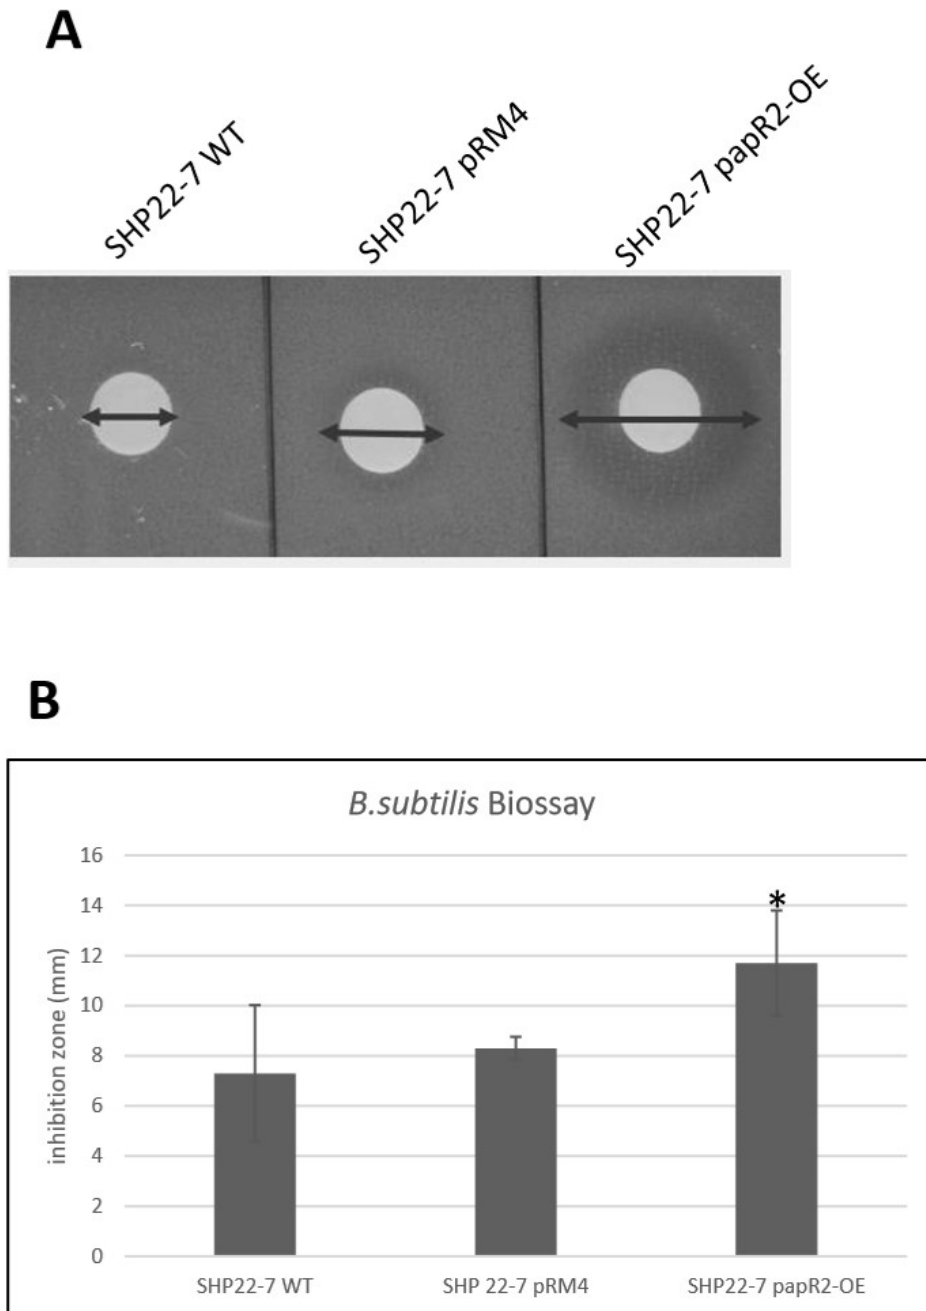 A
SHP22-7 WT
SHP22-7 pRM4
SHP22-7 papR2-OE
B
B.subtilis Biossay
inhibition zone (mm)
16
14
12
10
8
6
4
2
0
*
SHP22-7 WT
SHP 22-7 pRM4
SHP22-7 papR2-OE